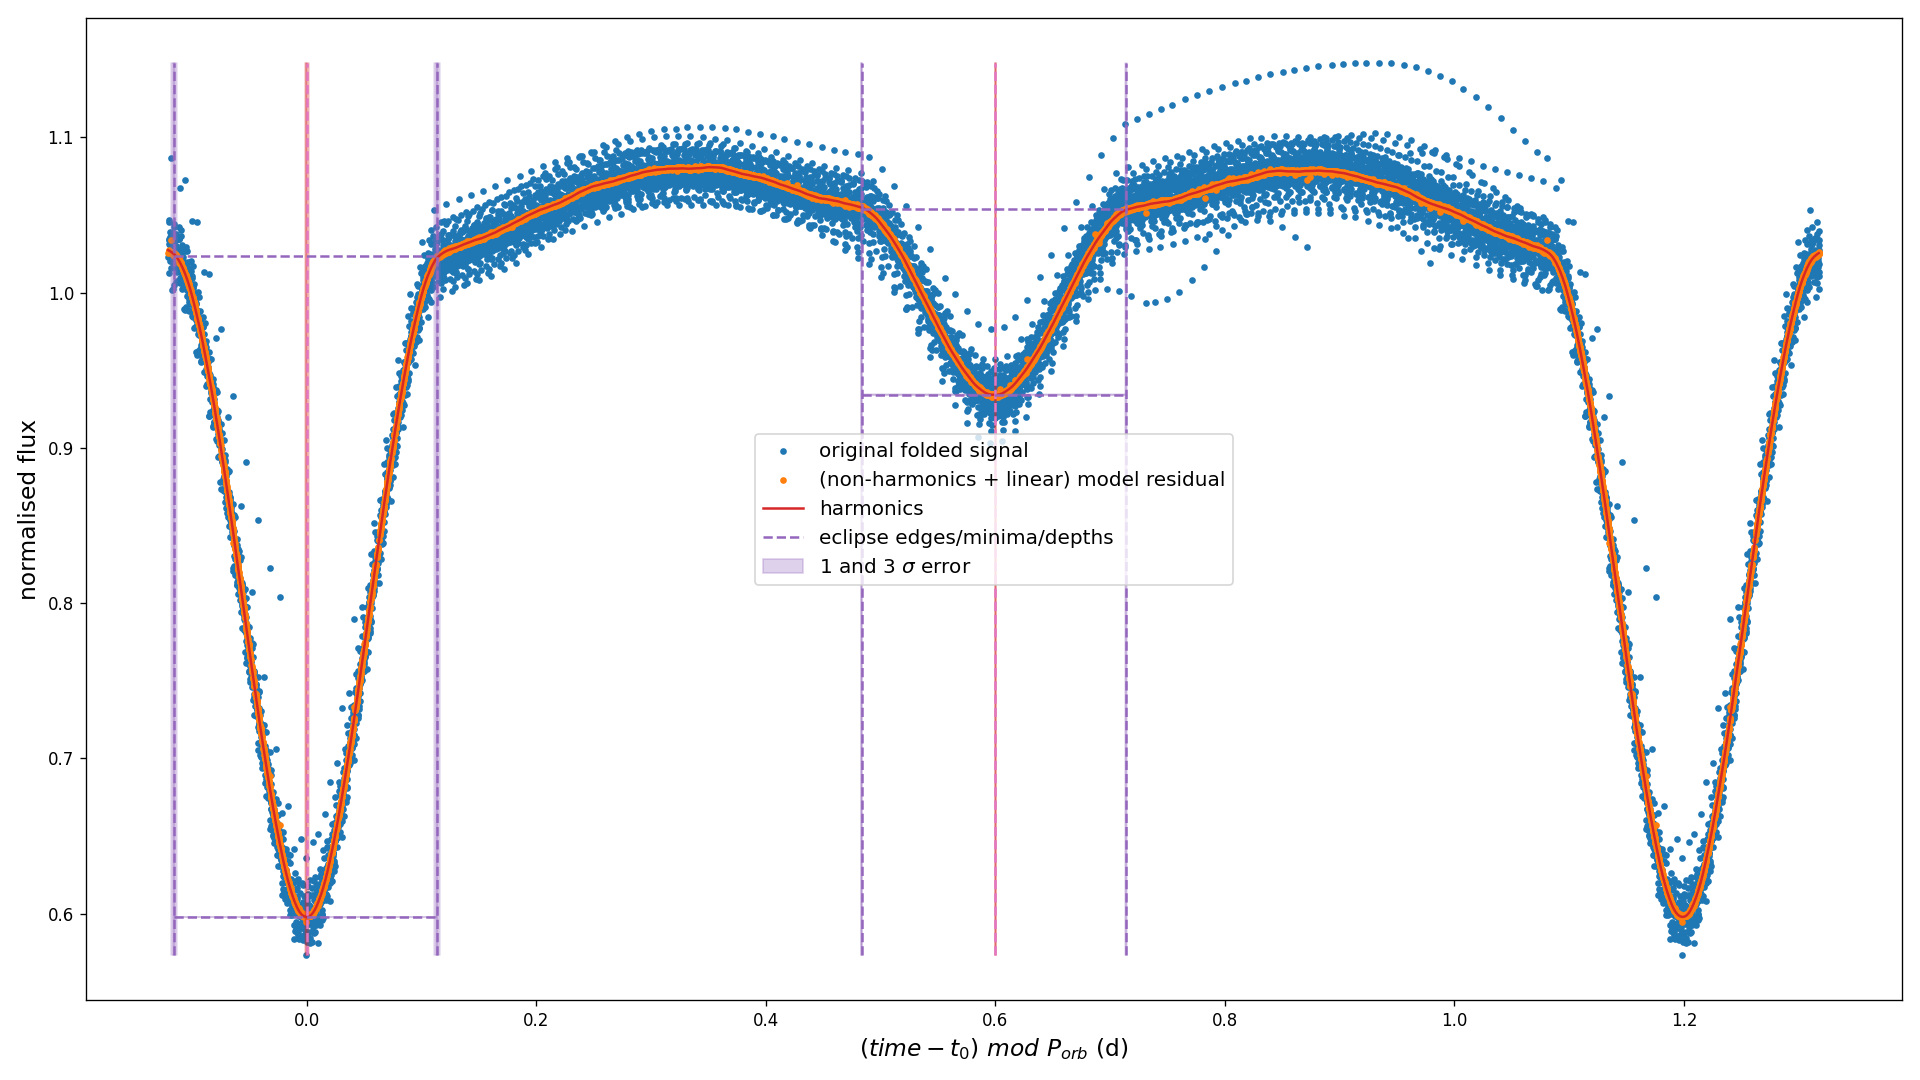 normalised flux
1.1
1.0
0.9
0.8
0.7
0.6
original folded signal
(non-harmonics + linear) model residual
harmonics
eclipse edges/minima/depths
1 and 3 σ error
0.0 0.2 0.4 0.6 0.8 1.0 1.2
(time − t₀) mod Pₒᵣb (d)